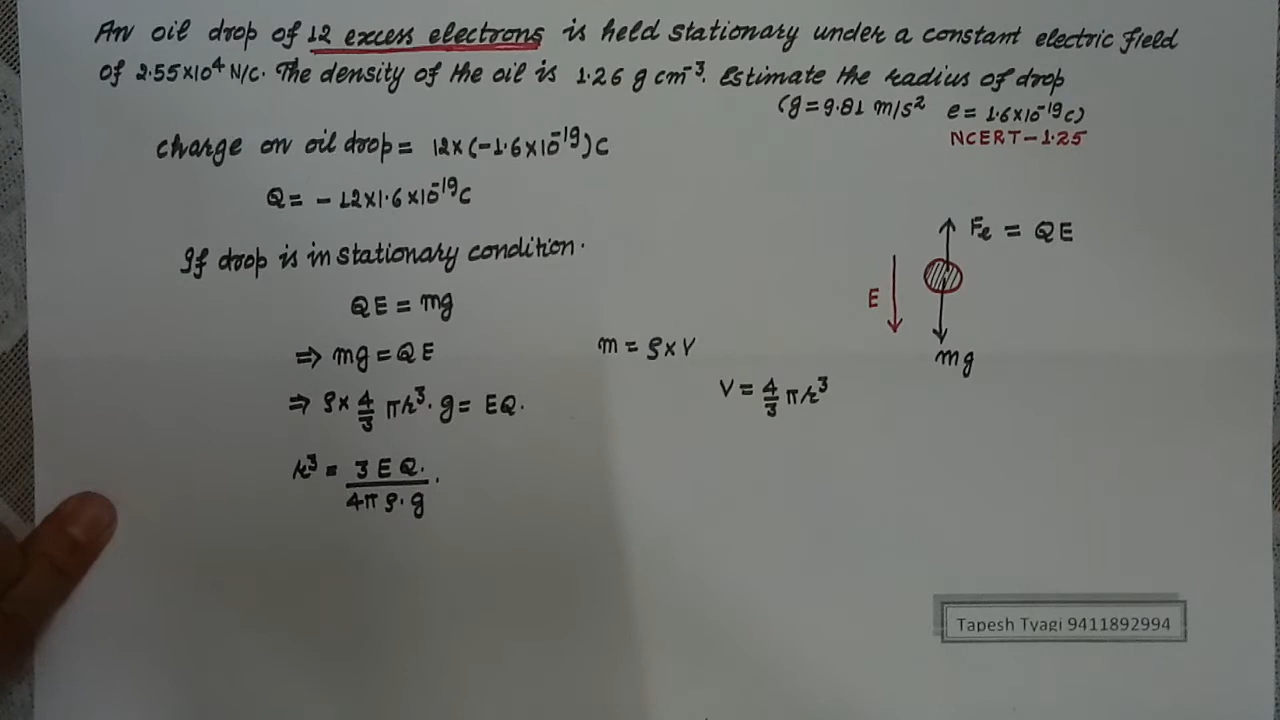 An oil drop of 12 excess electrons is held stationary under a constant electric field
of 2.55×10⁴ N/C. The density of the oil is 1.26 g cm⁻³. Estimate the radius of drop
(g=9.81 m/s² e=1.6×10⁻¹⁹C)
NCERT-1.25
charge on oil drop = 12×(-1.6×10⁻¹⁹)C
Q = - 12×1.6×10⁻¹⁹C
If drop is in stationary condition.
QE = mg
⇒ mg = QE
⇒ ρ× 4/3 πr³. g = EQ.
r³ = 3EQ./4πρ.g.
m = ρ×V
V = 4/3 πr³
Fe = QE
E
mg
Tapesh Tyagi 9411892994